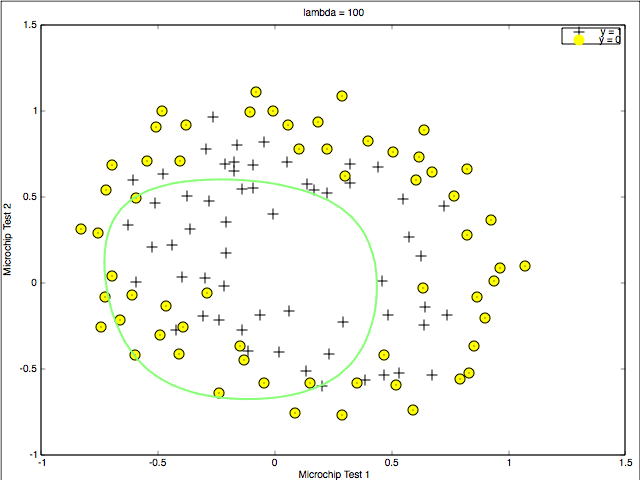 lambda = 100
1.5
y = 1
y = 0
1
0.5
0
-0.5
-1
-1
-0.5
0
0.5
1
1.5
Microchip Test 1
Microchip Test 2